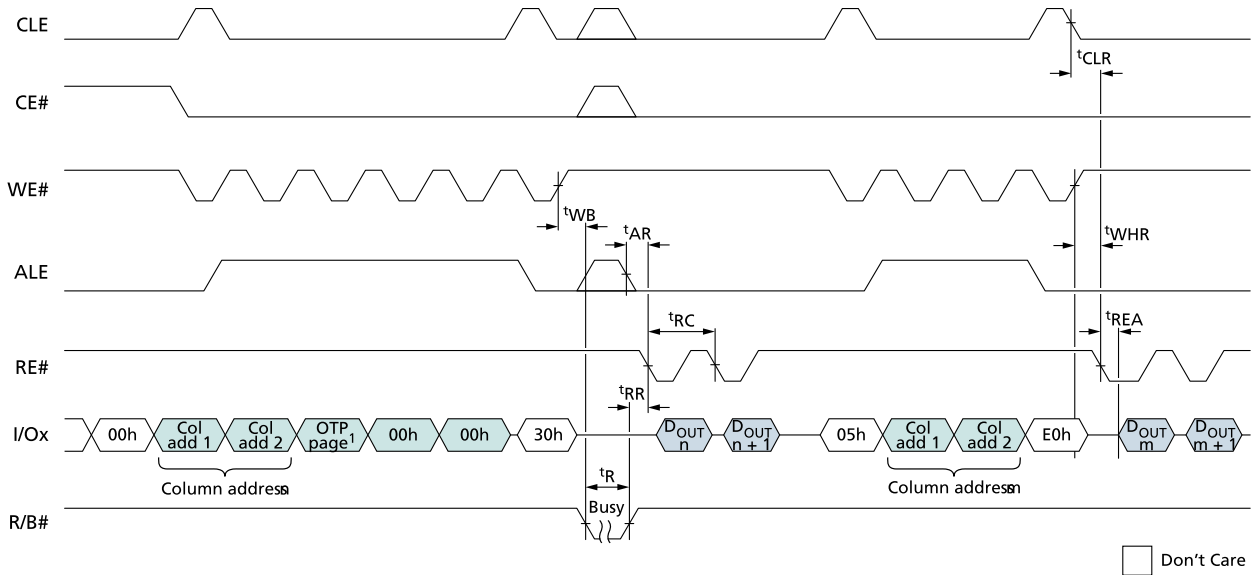 CLE
tCLR
CE#
WE#
tWB
tAR
tWHR
ALE
tRC
tREA
RE#
tRR
I/Ox
00h
Col
add 1
Col
add 2
OTP
page1
00h
00h
30h
DOUT
n
DOUT
n + 1
05h
Col
add 1
Col
add 2
E0h
DOUT
m
DOUT
m + 1
Column address n
tR
Column address m
Busy
R/B#
Don't Care